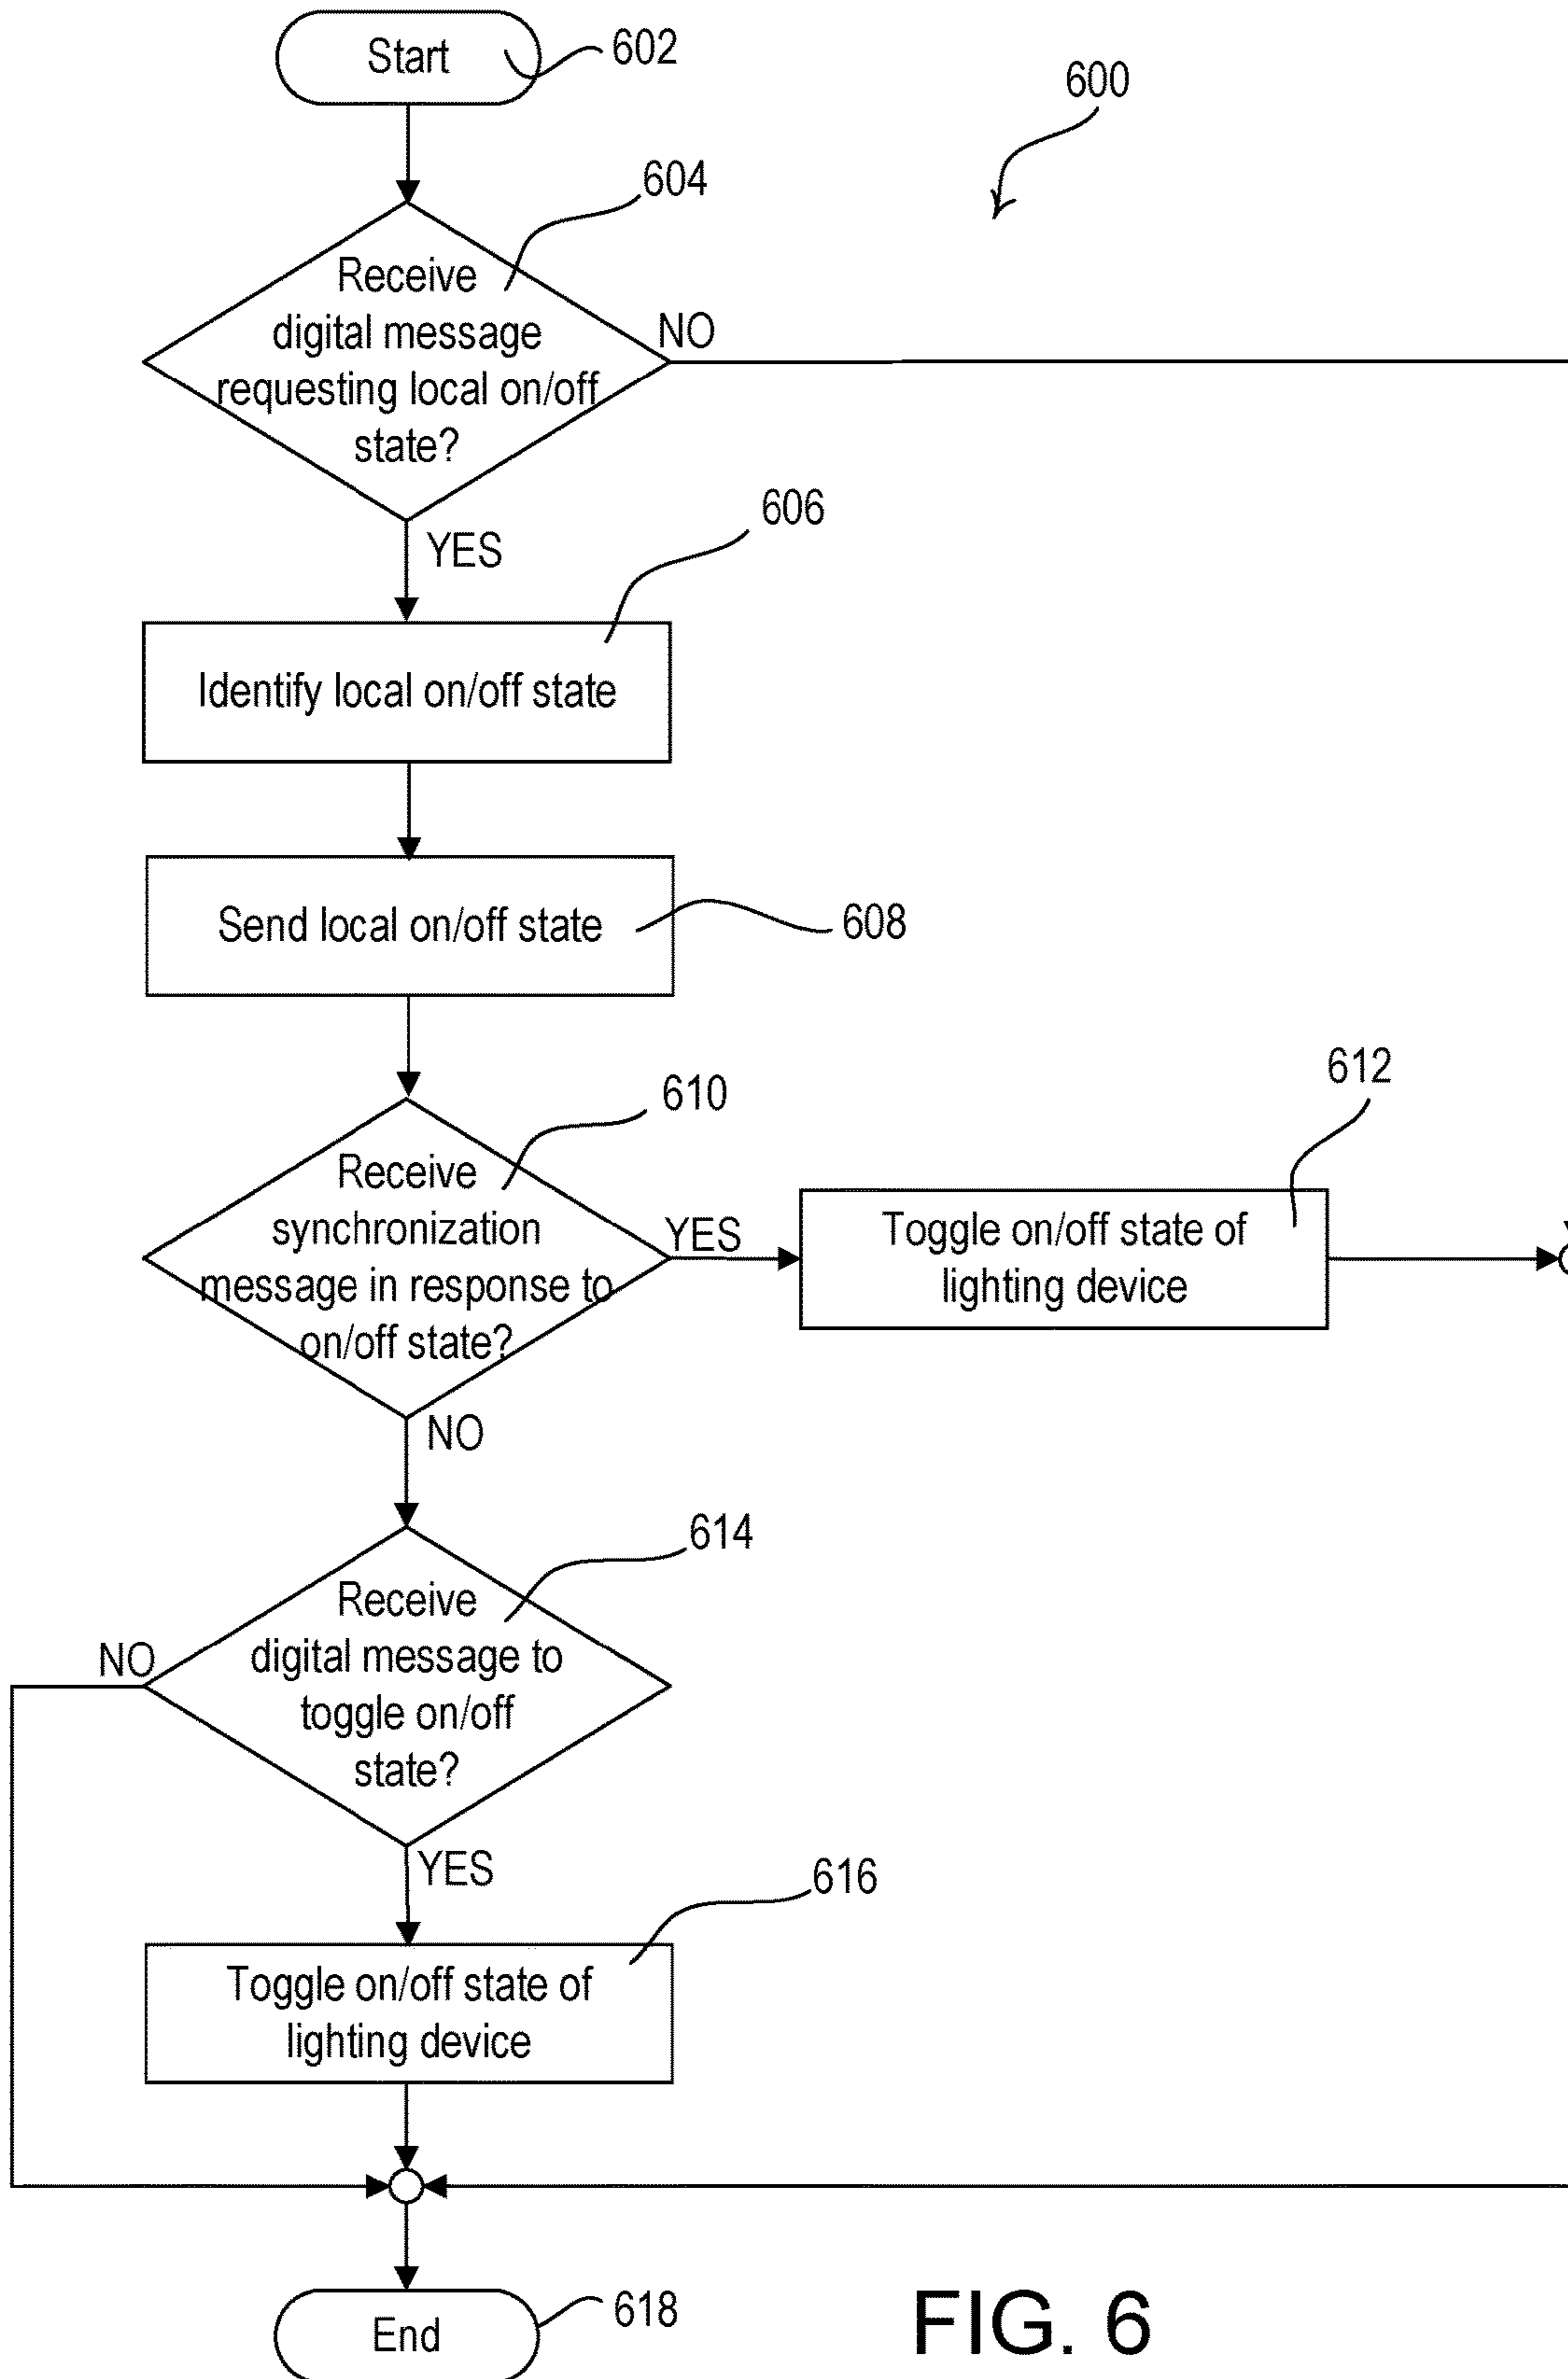 Start
602
600
604
Receive
digital message
requesting local on/off
state?
NO
YES
606
Identify local on/off state
Send local on/off state
608
610
612
Receive
synchronization
message in response to
on/off state?
YES
Toggle on/off state of
lighting device
NO
614
Receive
digital message to
toggle on/off
state?
NO
YES
616
Toggle on/off state of
lighting device
End
618
FIG. 6